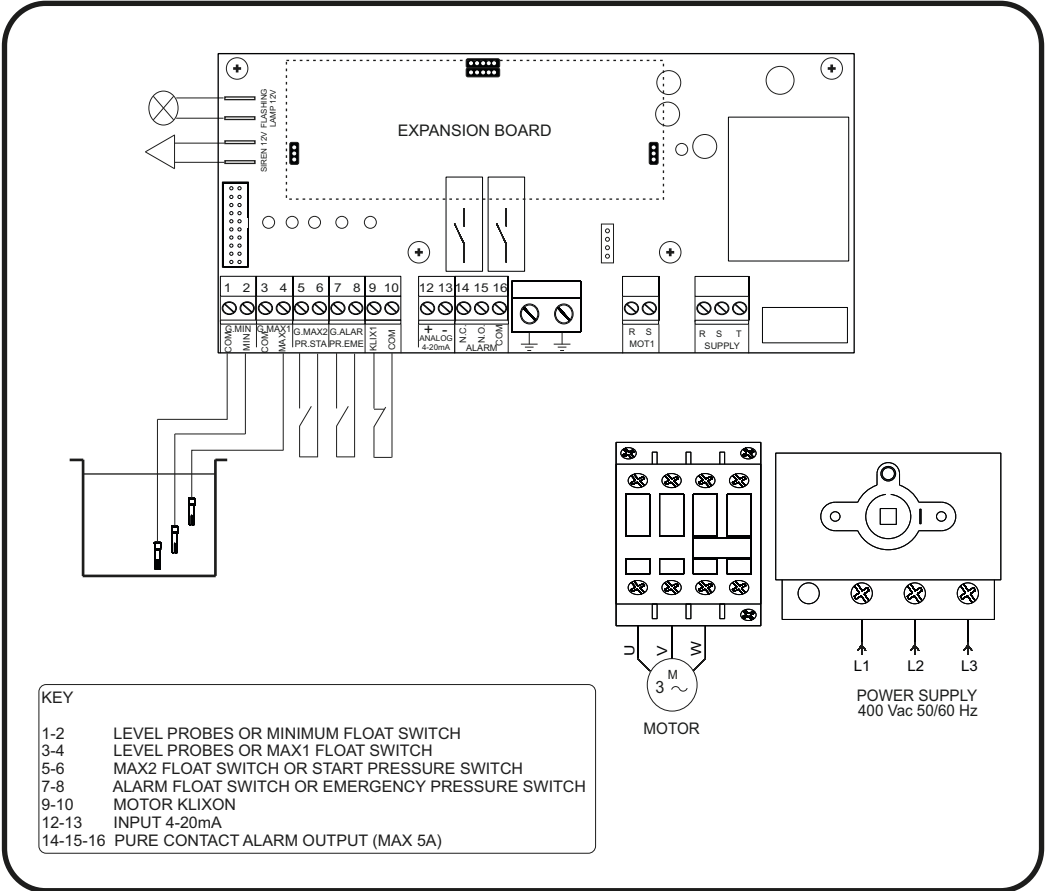 FLASHING
LAMP 12V
SIREN 12V
EXPANSION BOARD
1 2 3 4 5 6 7 8 9 10
12 13 14 15 16
G.MIN G.MAX1 G.MAX2 G.ALAR
COM MIN COM MAX1 PR.STA PR.EME KLIX1 COM
+ -
ANALOG
4-20mA
N.C. N.O. COM
ALARM
R S
MOT1
R S T
SUPPLY
U V W
M
3 ~
MOTOR
L1 L2 L3
POWER SUPPLY
400 Vac 50/60 Hz
KEY
1-2 LEVEL PROBES OR MINIMUM FLOAT SWITCH
3-4 LEVEL PROBES OR MAX1 FLOAT SWITCH
5-6 MAX2 FLOAT SWITCH OR START PRESSURE SWITCH
7-8 ALARM FLOAT SWITCH OR EMERGENCY PRESSURE SWITCH
9-10 MOTOR KLIXON
12-13 INPUT 4-20mA
14-15-16 PURE CONTACT ALARM OUTPUT (MAX 5A)